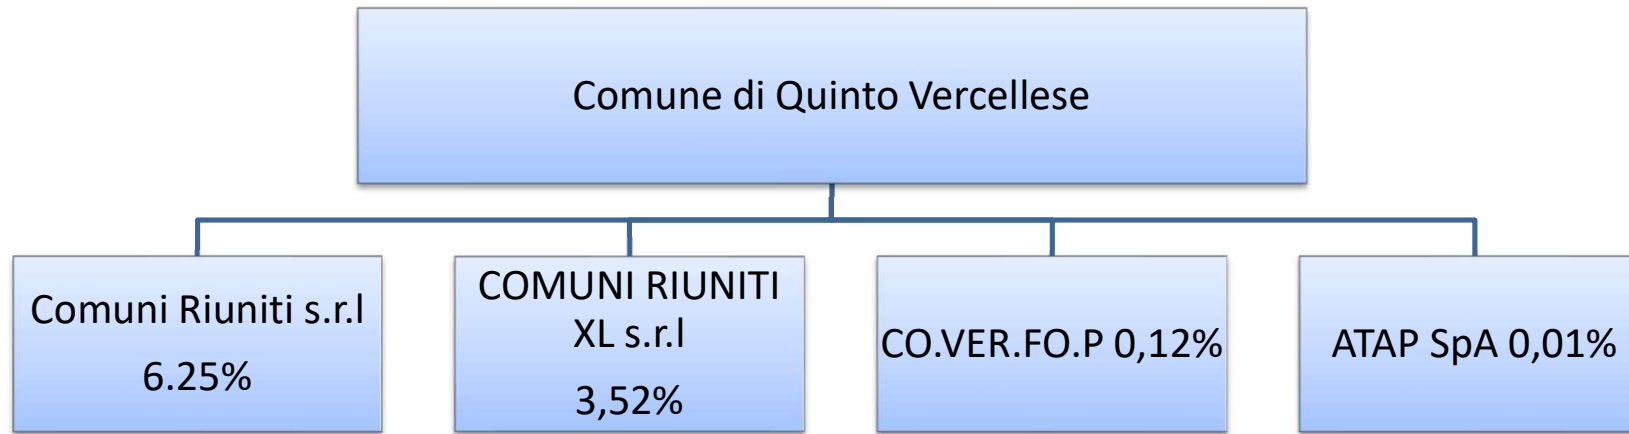 Comune di Quinto Vercellese
Comuni Riuniti s.r.l
6.25%
COMUNI RIUNITI
XL s.r.l
3,52%
CO.VER.FO.P 0,12%
ATAP SpA 0,01%